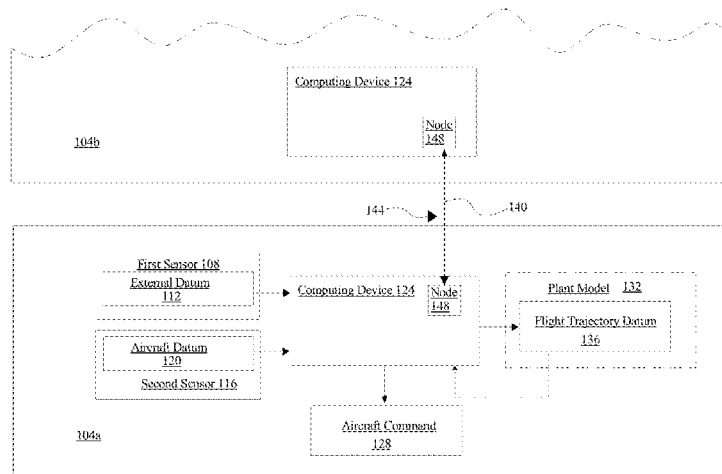 Computing Device 124
Node
148
104b
144
140
First Sensor 108
External Datum
112
Computing Device 124
Node
148
Plant Model 132
Flight Trajectory Datum
136
Aircraft Datum
120
Second Sensor 116
Aircraft Command
128
104a